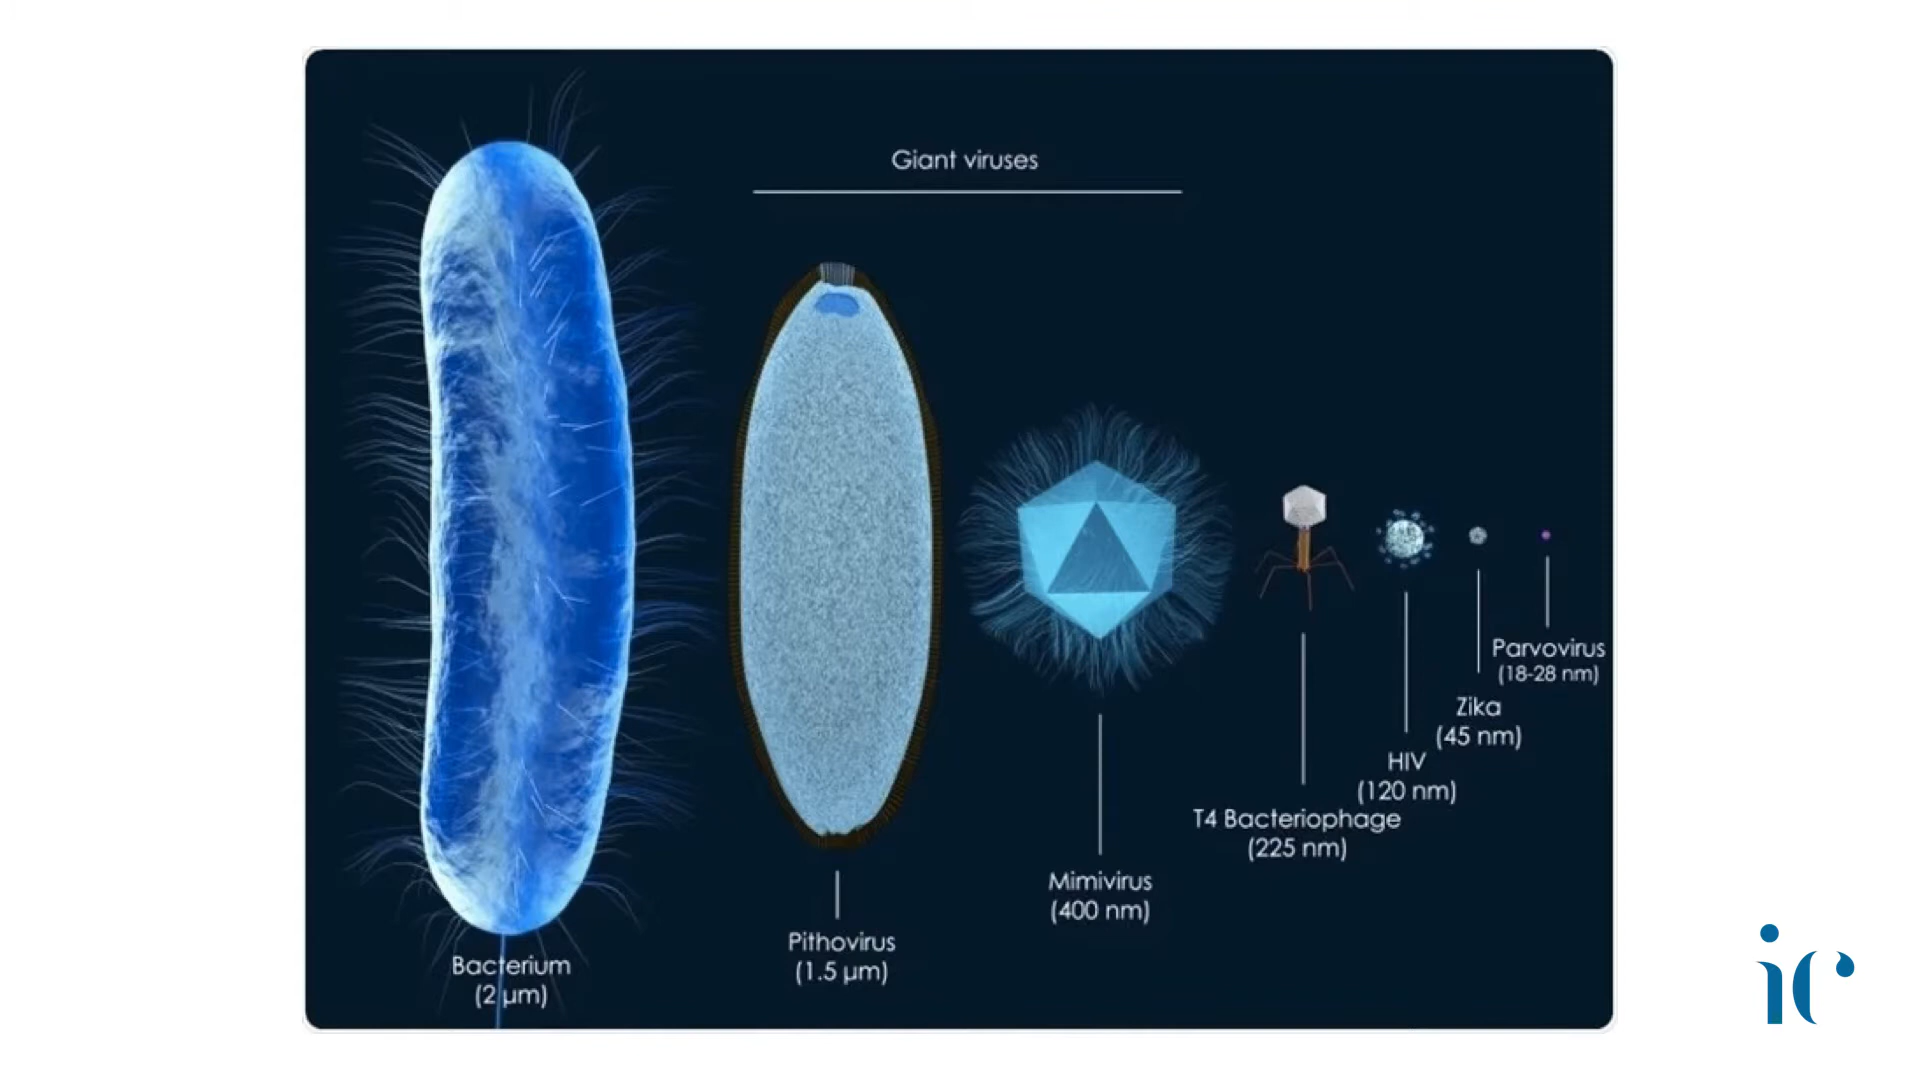 Giant viruses
Bacterium
(2 µm)
Pithovirus
(1.5 µm)
Mimivirus
(400 nm)
T4 Bacteriophage
(225 nm)
HIV
(120 nm)
Zika
(45 nm)
Parvovirus
(18-28 nm)
ic